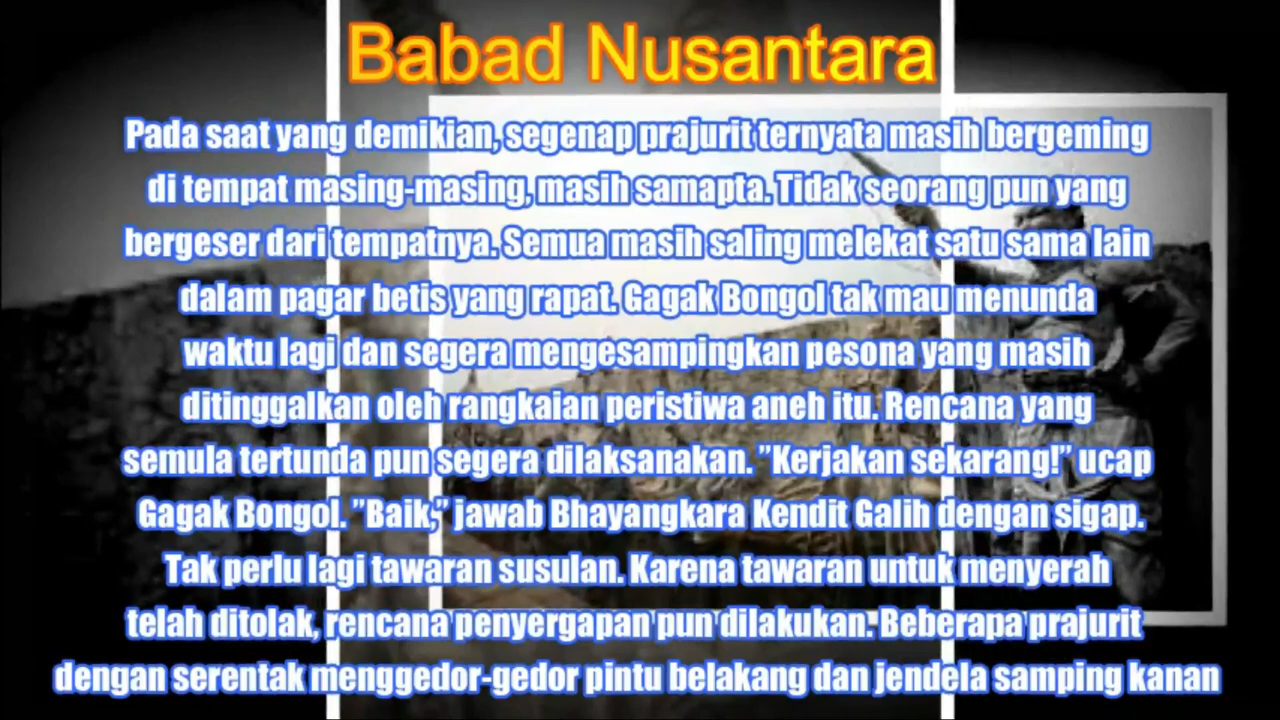 Babad Nusantara
Pada saat yang demikian, segenap prajurit ternyata masih bergeming
di tempat masing-masing, masih samapta. Tidak seorang pun yang
bergeser dari tempatnya. Semua masih saling melekat satu sama lain
dalam pagar betis yang rapat. Gagak Bongol tak mau menunda
waktu lagi dan segera mengesampingkan pesona yang masih
ditinggalkan oleh rangkaian peristiwa aneh itu. Rencana yang
semula tertunda pun segera dilaksanakan. ”Kerjakan sekarang!” ucap
Gagak Bongol. ”Baik,” jawab Bhayangkara Kendit Galih dengan sigap.
Tak perlu lagi tawaran susulan. Karena tawaran untuk menyerah
telah ditolak, rencana penyergapan pun dilakukan. Beberapa prajurit
dengan serentak menggedor-gedor pintu belakang dan jendela samping kanan